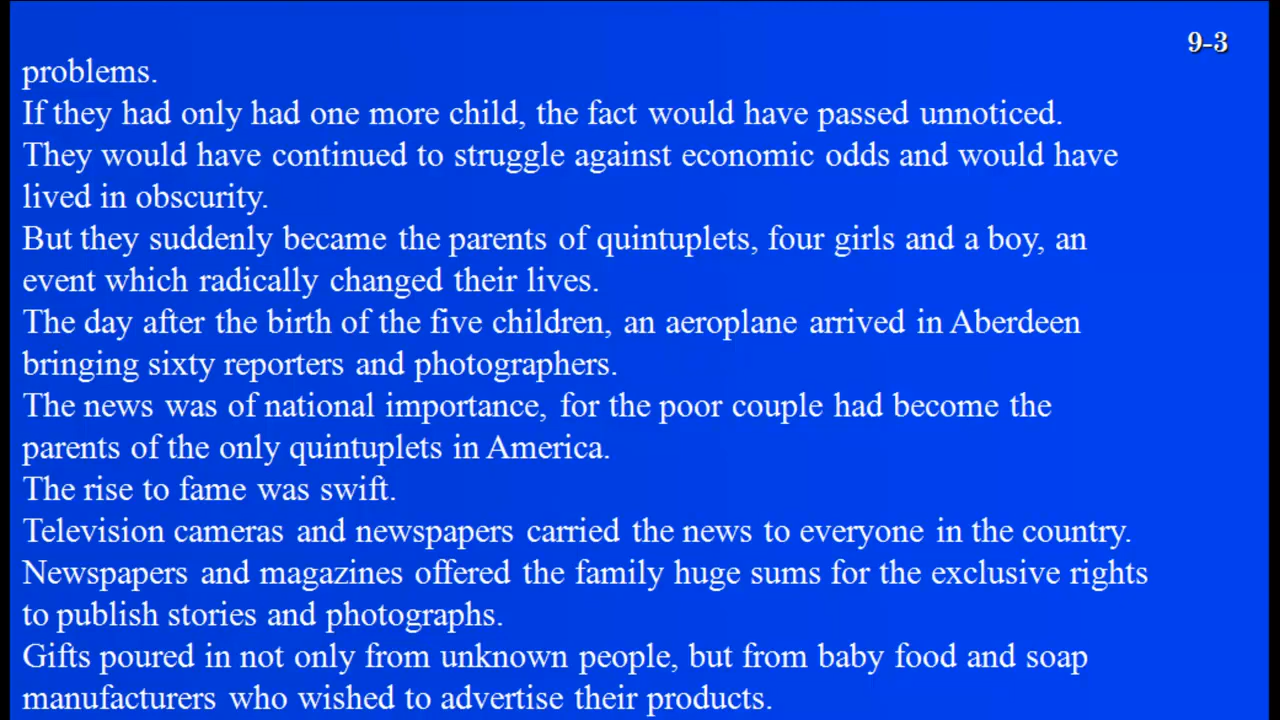 9-3
problems.
If they had only had one more child, the fact would have passed unnoticed.
They would have continued to struggle against economic odds and would have
lived in obscurity.
But they suddenly became the parents of quintuplets, four girls and a boy, an
event which radically changed their lives.
The day after the birth of the five children, an aeroplane arrived in Aberdeen
bringing sixty reporters and photographers.
The news was of national importance, for the poor couple had become the
parents of the only quintuplets in America.
The rise to fame was swift.
Television cameras and newspapers carried the news to everyone in the country.
Newspapers and magazines offered the family huge sums for the exclusive rights
to publish stories and photographs.
Gifts poured in not only from unknown people, but from baby food and soap
manufacturers who wished to advertise their products.